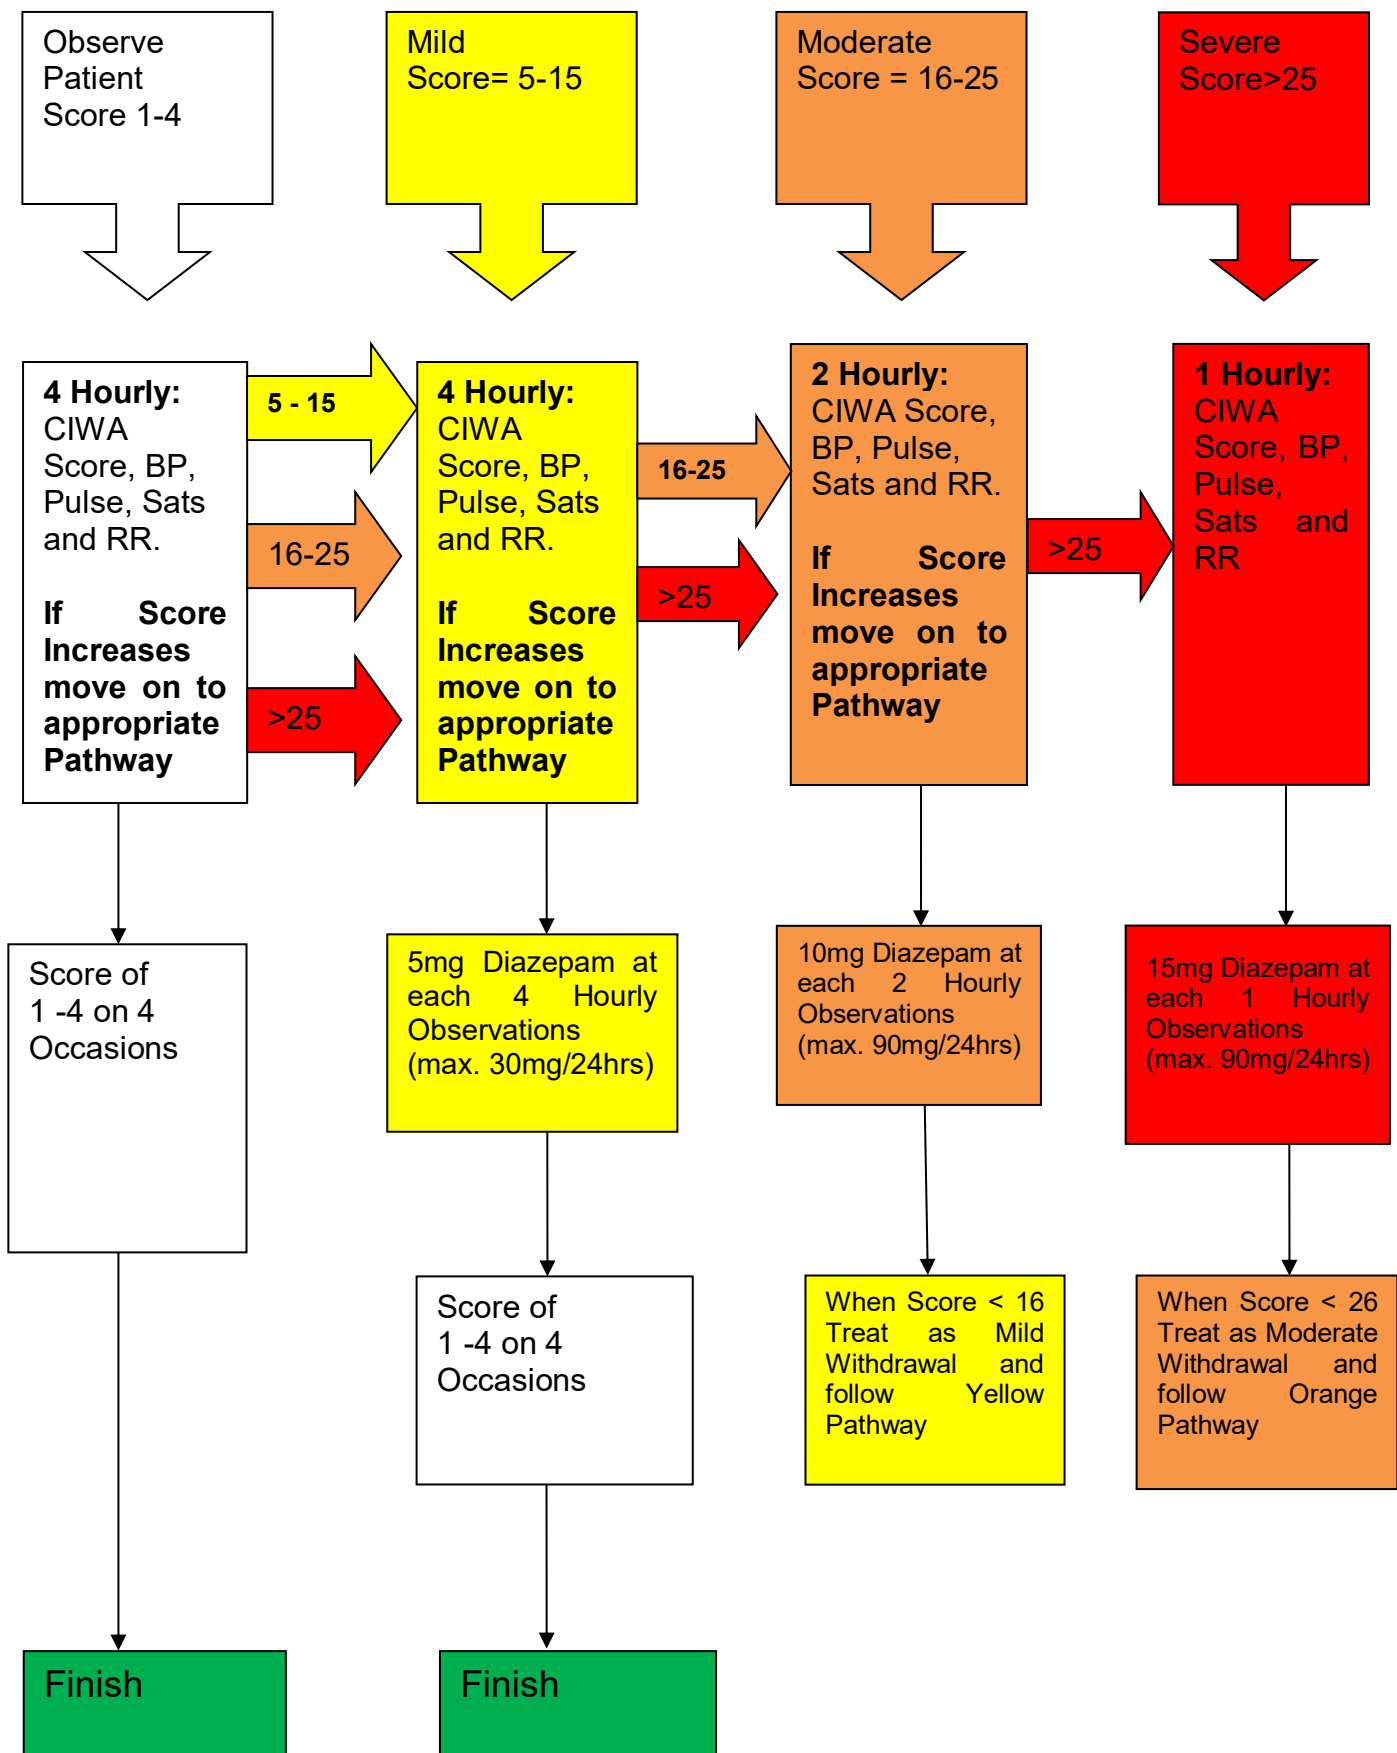 Observe
Patient
Score 1-4
Mild
Score= 5-15
Moderate
Score = 16-25
Severe
Score>25
4 Hourly:
CIWA
Score, BP,
Pulse, Sats
and RR.
If Score
Increases
move on to
appropriate
Pathway
5 - 15
16-25
>25
4 Hourly:
CIWA
Score, BP,
Pulse, Sats
and RR.
If Score
Increases
move on to
appropriate
Pathway
16-25
>25
2 Hourly:
CIWA Score,
BP, Pulse,
Sats and RR.
If Score
Increases
move on to
appropriate
Pathway
>25
1 Hourly:
CIWA
Score, BP,
Pulse,
Sats and
RR
Score of
1 -4 on 4
Occasions
5mg Diazepam at
each 4 Hourly
Observations
(max. 30mg/24hrs)
10mg Diazepam at
each 2 Hourly
Observations
(max. 90mg/24hrs)
15mg Diazepam at
each 1 Hourly
Observations
(max. 90mg/24hrs)
Score of
1 -4 on 4
Occasions
When Score < 16
Treat as Mild
Withdrawal and
follow Yellow
Pathway
When Score < 26
Treat as Moderate
Withdrawal and
follow Orange
Pathway
Finish
Finish